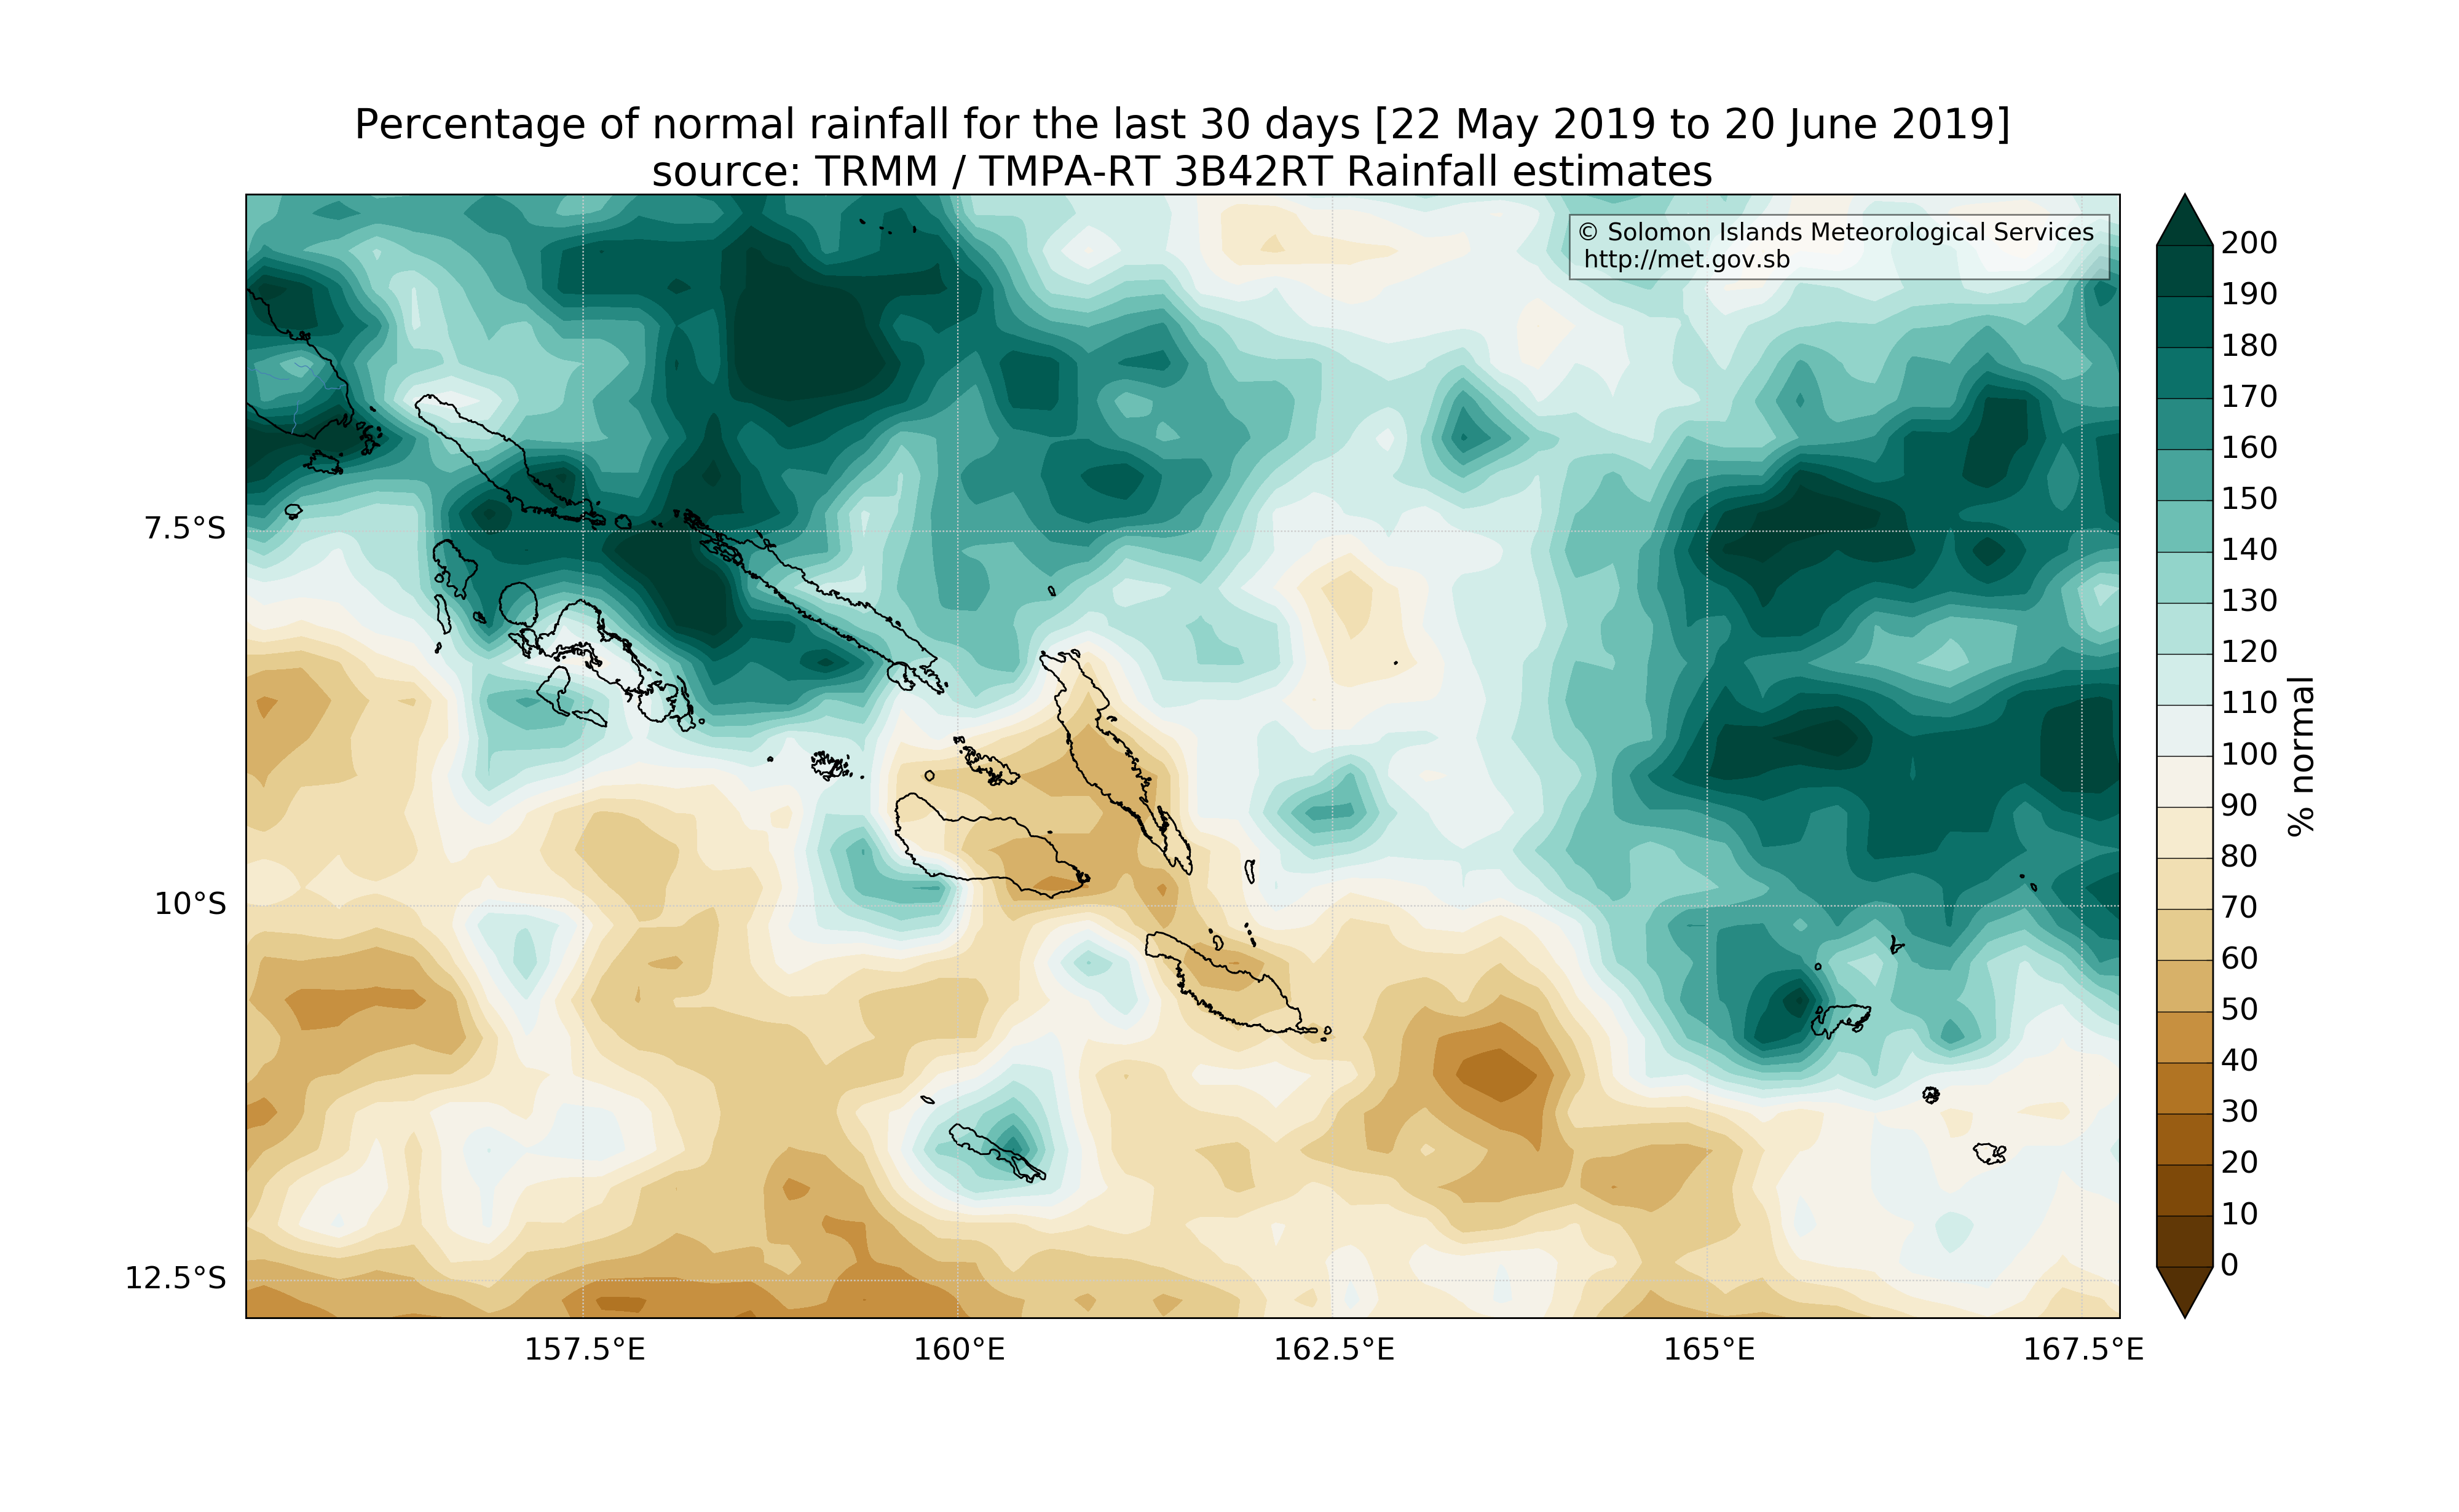 Percentage of normal rainfall for the last 30 days [22 May 2019 to 20 June 2019]
source: TRMM / TMPA-RT 3B42RT Rainfall estimates
© Solomon Islands Meteorological Services
http://met.gov.sb
7.5°S
10°S
12.5°S
157.5°E
160°E
162.5°E
165°E
167.5°E
200
190
180
170
160
150
140
130
120
110
100
90
80
70
60
50
40
30
20
10
0
% normal